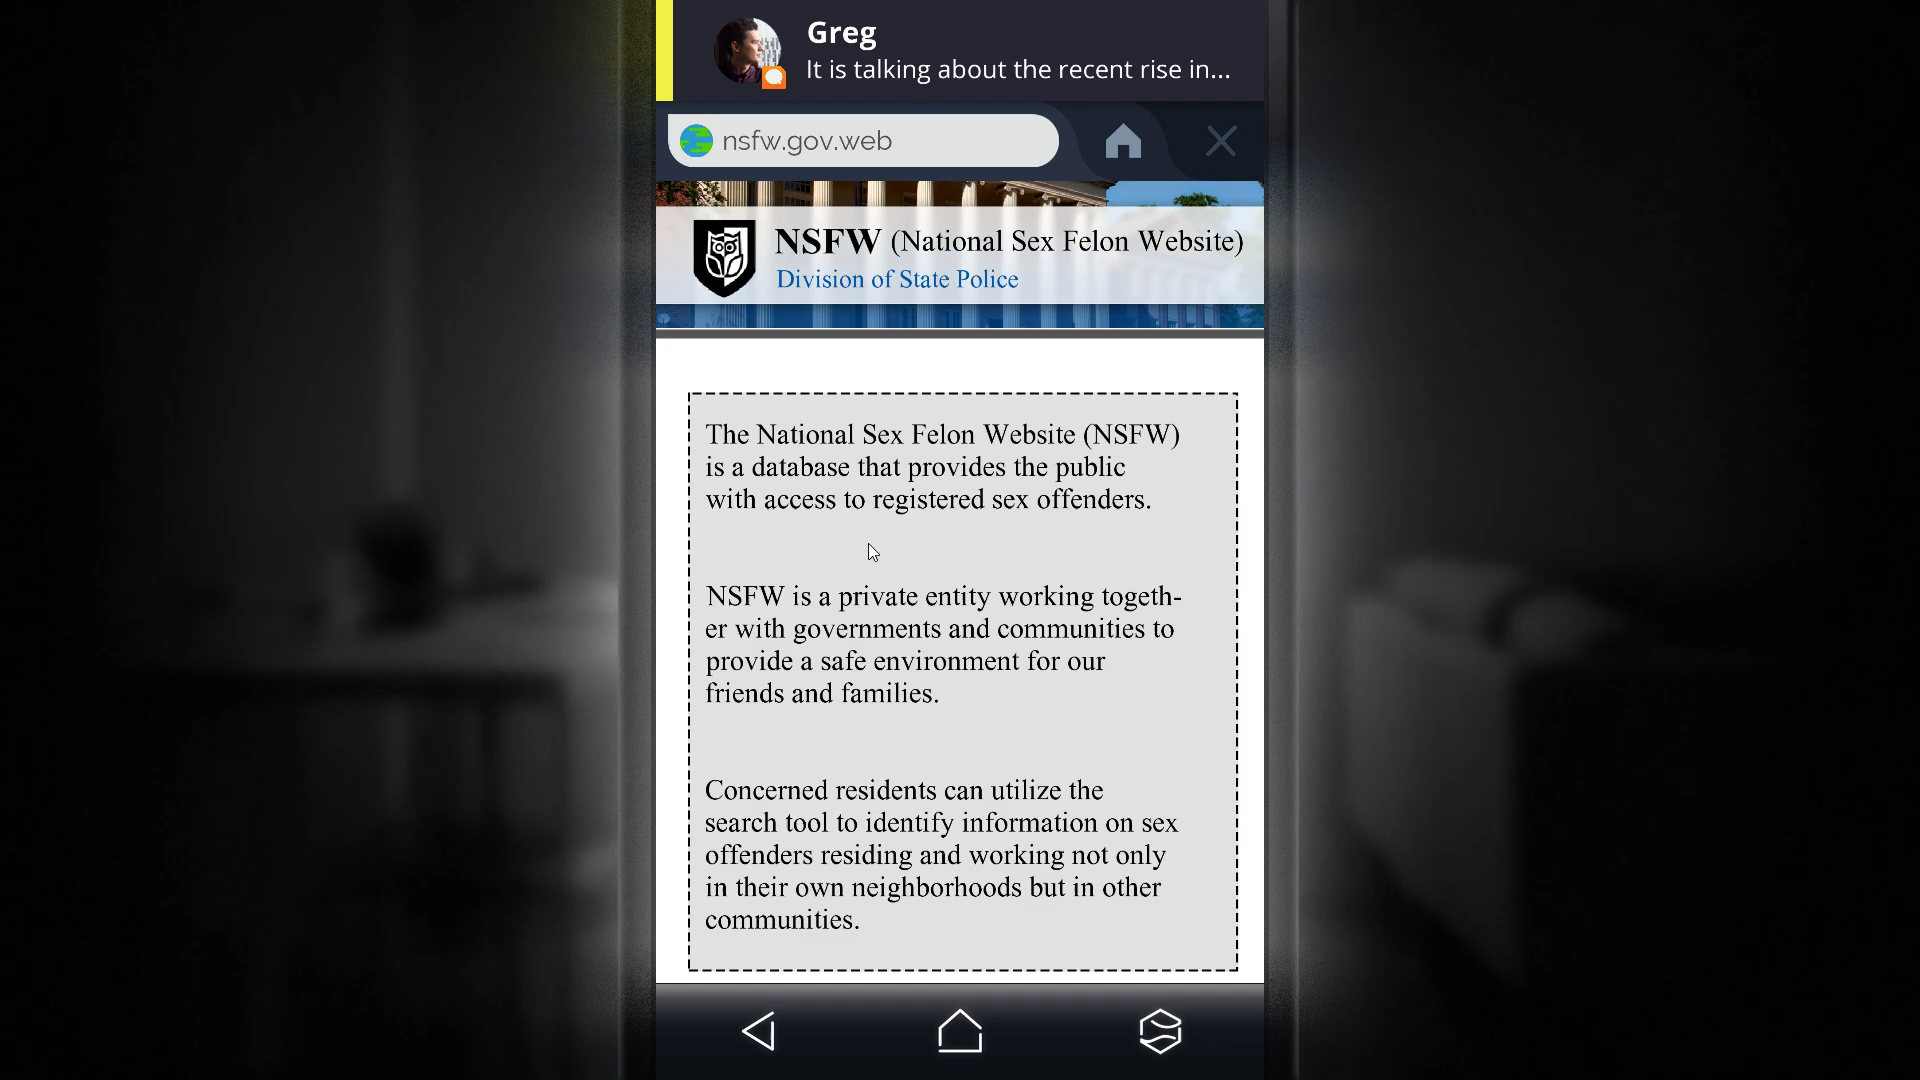 Greg
It is talking about the recent rise in...
nsfw.gov.web
NSFW (National Sex Felon Website)
Division of State Police
The National Sex Felon Website (NSFW)
is a database that provides the public
with access to registered sex offenders.
NSFW is a private entity working togeth-
er with governments and communities to
provide a safe environment for our
friends and families.
Concerned residents can utilize the
search tool to identify information on sex
offenders residing and working not only
in their own neighborhoods but in other
communities.